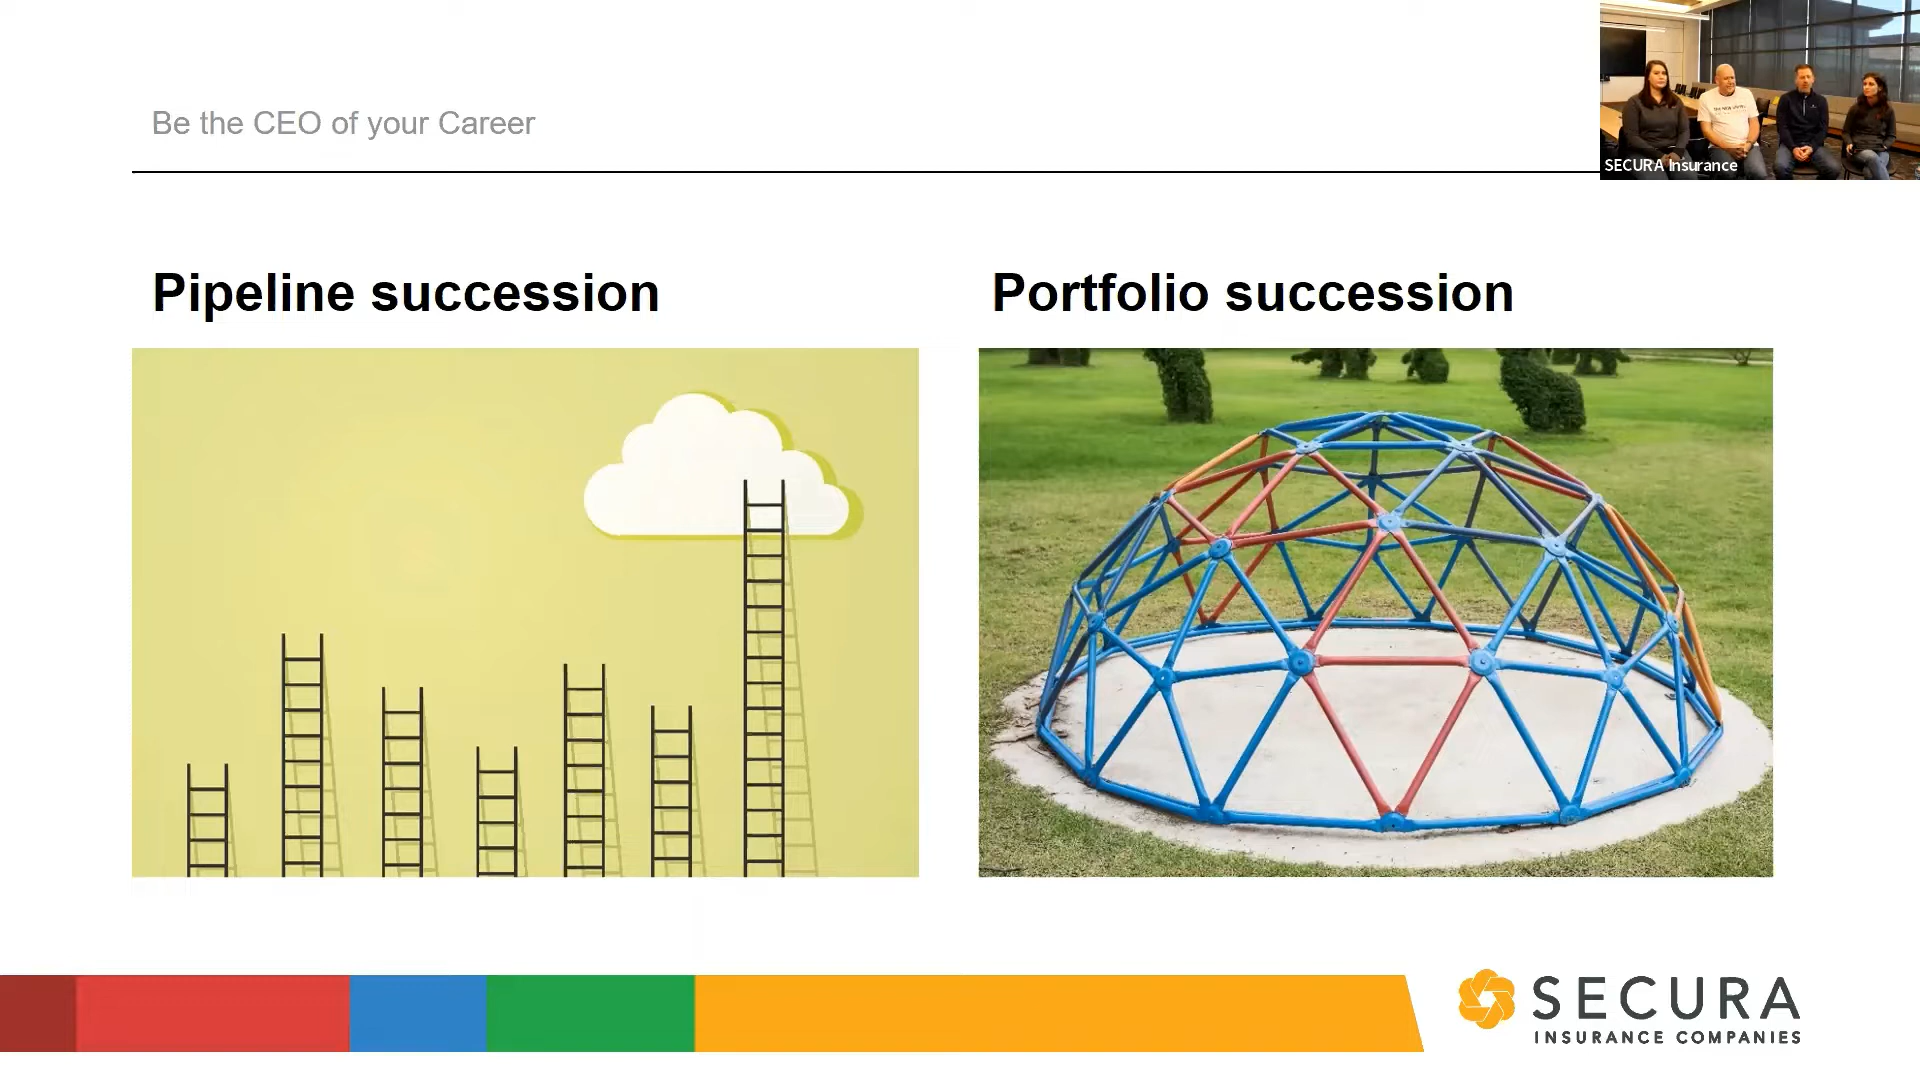 Be the CEO of your Career
SECURA Insurance
Pipeline succession
Portfolio succession
SECURA
INSURANCE COMPANIES